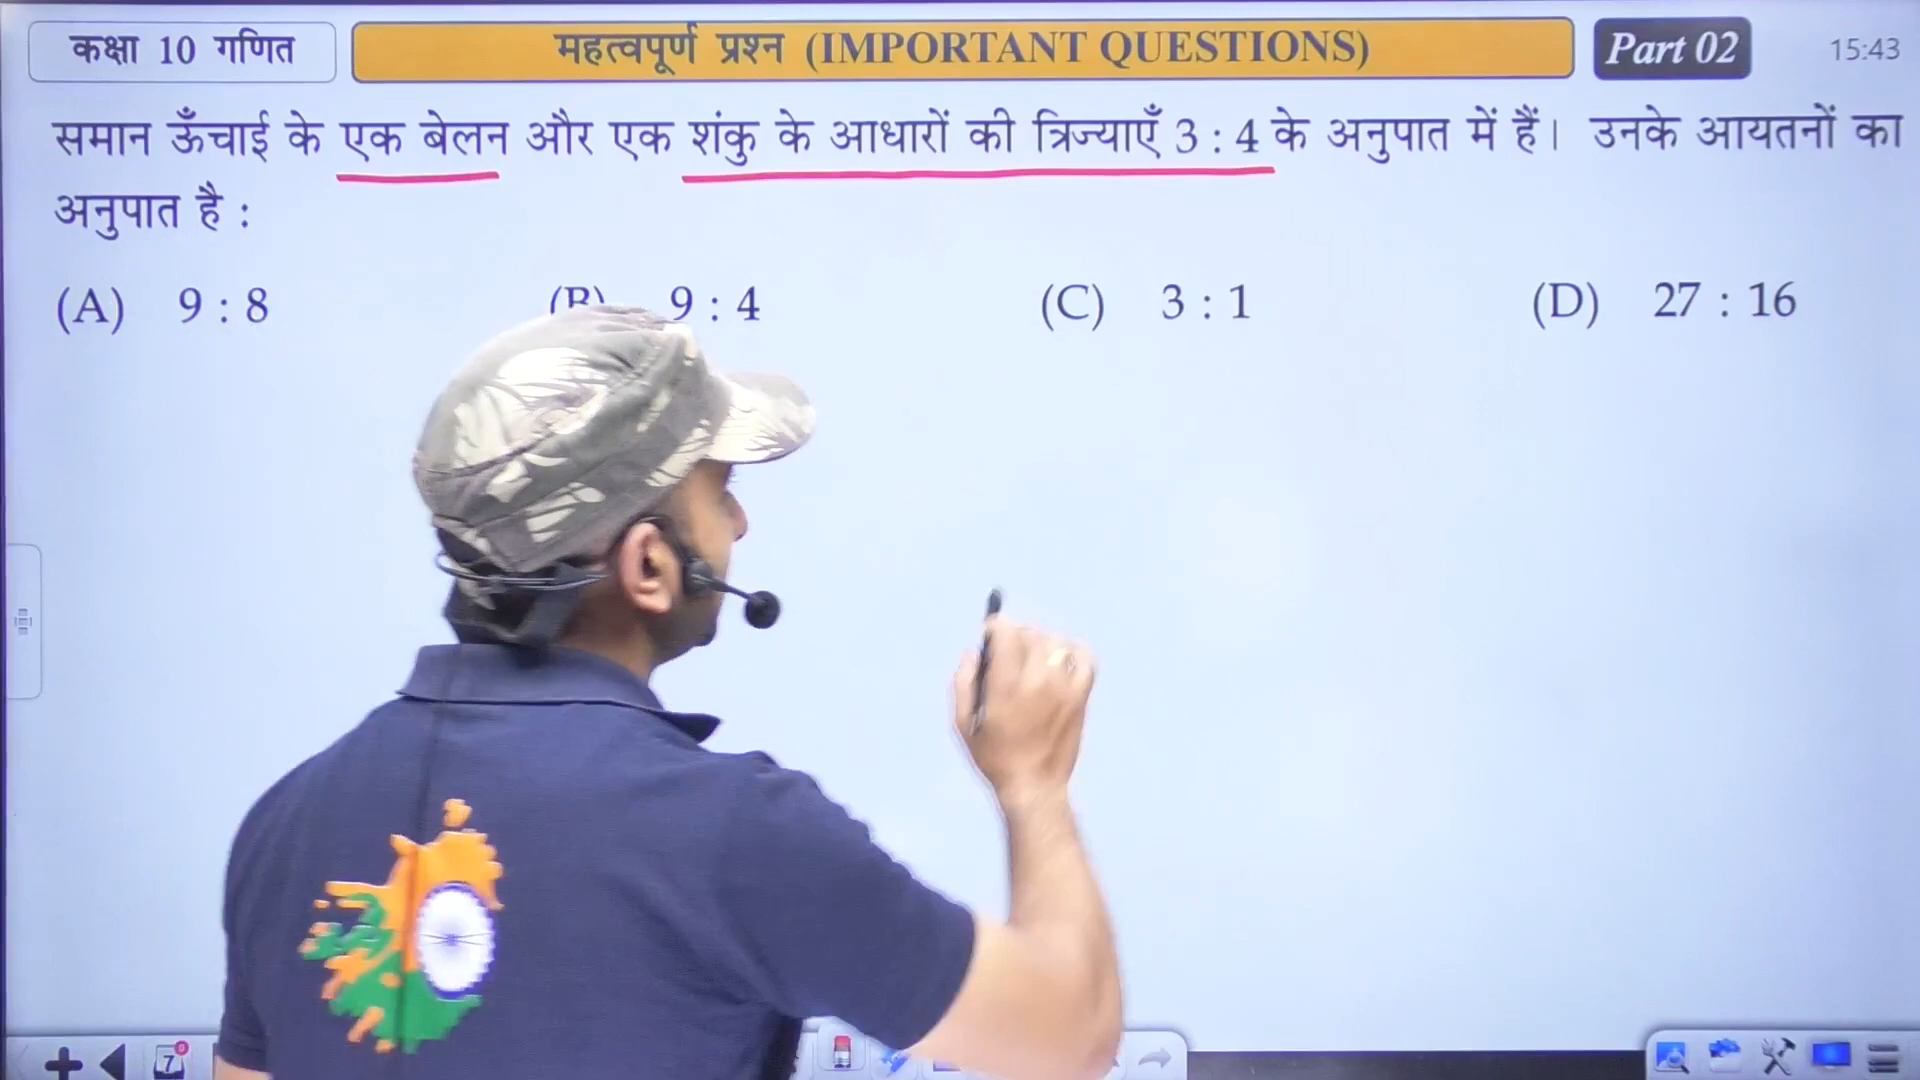 कक्षा 10 गणित
महत्वपूर्ण प्रश्न (IMPORTANT QUESTIONS)
Part 02
15:43
समान ऊँचाई के एक बेलन और एक शंकु के आधारों की त्रिज्याएँ 3 : 4 के अनुपात में हैं। उनके आयतनों का
अनुपात है :
(A) 9 : 8
(B) 9 : 4
(C) 3 : 1
(D) 27 : 16
7